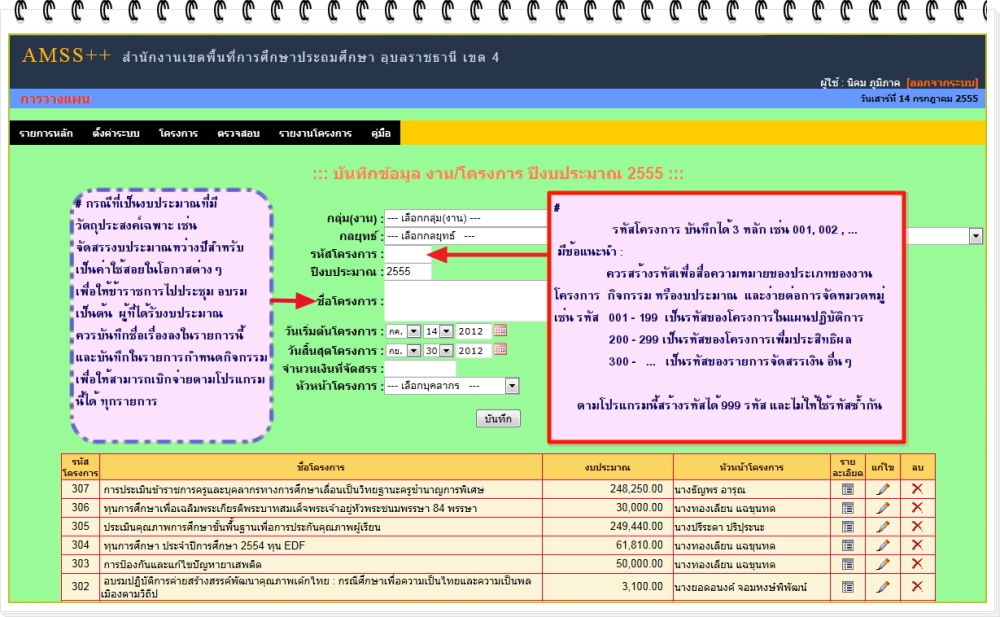 AMSS++ สำนักงานเขตพื้นที่การศึกษาประถมศึกษา อุบลราชธานี เขต 4
ผู้ใช้ : นิคม ภูมิภาค [ออกจากระบบ]
การวางแผน
วันเสาร์ที่ 14 กรกฎาคม 2555
รายการหลัก ตั้งค่าระบบ โครงการ ตรวจสอบ รายงานโครงการ คู่มือ
::: บันทึกข้อมูล งาน/โครงการ ปีงบประมาณ 2555 :::
# กรณีที่เป็นงบประมาณที่มี
วัตถุประสงค์เฉพาะ เช่น
จัดสรรงบประมาณหว่างปีสำหรับ
เป็นค่าใช้สอยในโอกาสต่าง ๆ
เพื่อให้ข้าราชการไปประชุม อบรม
เป็นต้น ผู้ที่ได้รับงบประมาณ
ควรบันทึกชื่อเรื่องลงในรายการนี้
และบันทึกในรายการกำหนดกิจกรรม
เพื่อให้สามารถเบิกจ่ายตามโปรแกรม
นี้ได้ ทุกรายการ
กลุ่ม(งาน) : --- เลือกกลุ่ม(งาน) ---
กลยุทธ์ : --- เลือกกลยุทธ์ ---
รหัสโครงการ :
ปีงบประมาณ : 2555
ชื่อโครงการ :
วันเริ่มต้นโครงการ : กค. 14 2012
วันสิ้นสุดโครงการ : กย. 30 2012
จำนวนเงินที่จัดสรร :
หัวหน้าโครงการ : --- เลือกบุคลากร ---
บันทึก
#
รหัสโครงการ บันทึกได้ 3 หลัก เช่น 001, 002 , ...
มีข้อแนะนำ :
ควรสร้างรหัสเพื่อสื่อความหมายของประเภทของงาน
โครงการ กิจกรรม หรืองบประมาณ และง่ายต่อการจัดหมวดหมู่
เช่น รหัส 001 - 199 เป็นรหัสของโครงการในแผนปฏิบัติการ
200 - 299 เป็นรหัสของโครงการเพิ่มประสิทธิผล
300 - ... เป็นรหัสของรายการจัดสรรเงิน อื่น ๆ
ตามโปรแกรมนี้สร้างรหัสได้ 999 รหัส และไม่ให้ใช้รหัสซ้ำกัน
รหัสโครงการ ชื่อโครงการ งบประมาณ หัวหน้าโครงการ รายละเอียด แก้ไข ลบ
307 การประเมินข้าราชการครูและบุคลากรทางการศึกษาเลื่อนเป็นวิทยฐานะครูชำนาญการพิเศษ 248,250.00 นางธัญพร อารุณ
306 ทุนการศึกษาเพื่อเฉลิมพระเกียรติพระบาทสมเด็จพระเจ้าอยู่หัวพระชนมพรรษา 84 พรรษา 30,000.00 นางทองเลียน แฉขุนทด
305 ประเมินคุณภาพการศึกษาขั้นพื้นฐานเพื่อการประกันคุณภาพผู้เรียน 249,440.00 นางปริระดา ปริปุระนะ
304 ทุนการศึกษา ประจำปีการศึกษา 2554 ทุน EDF 61,810.00 นางทองเลียน แฉขุนทด
303 การป้องกันและแก้ไขปัญหายาเสพติด 50,000.00 นางทองเลียน แฉขุนทด
302 อบรมปฏิบัติการค่ายสร้างสรรค์พัฒนาคุณภาพเด็กไทย : กรณีศึกษาเพื่อความเป็นไทยและความเป็นพล
เมืองตามวิถีป 3,100.00 นางยอดอนงค์ จอมหงษ์พิพัฒน์